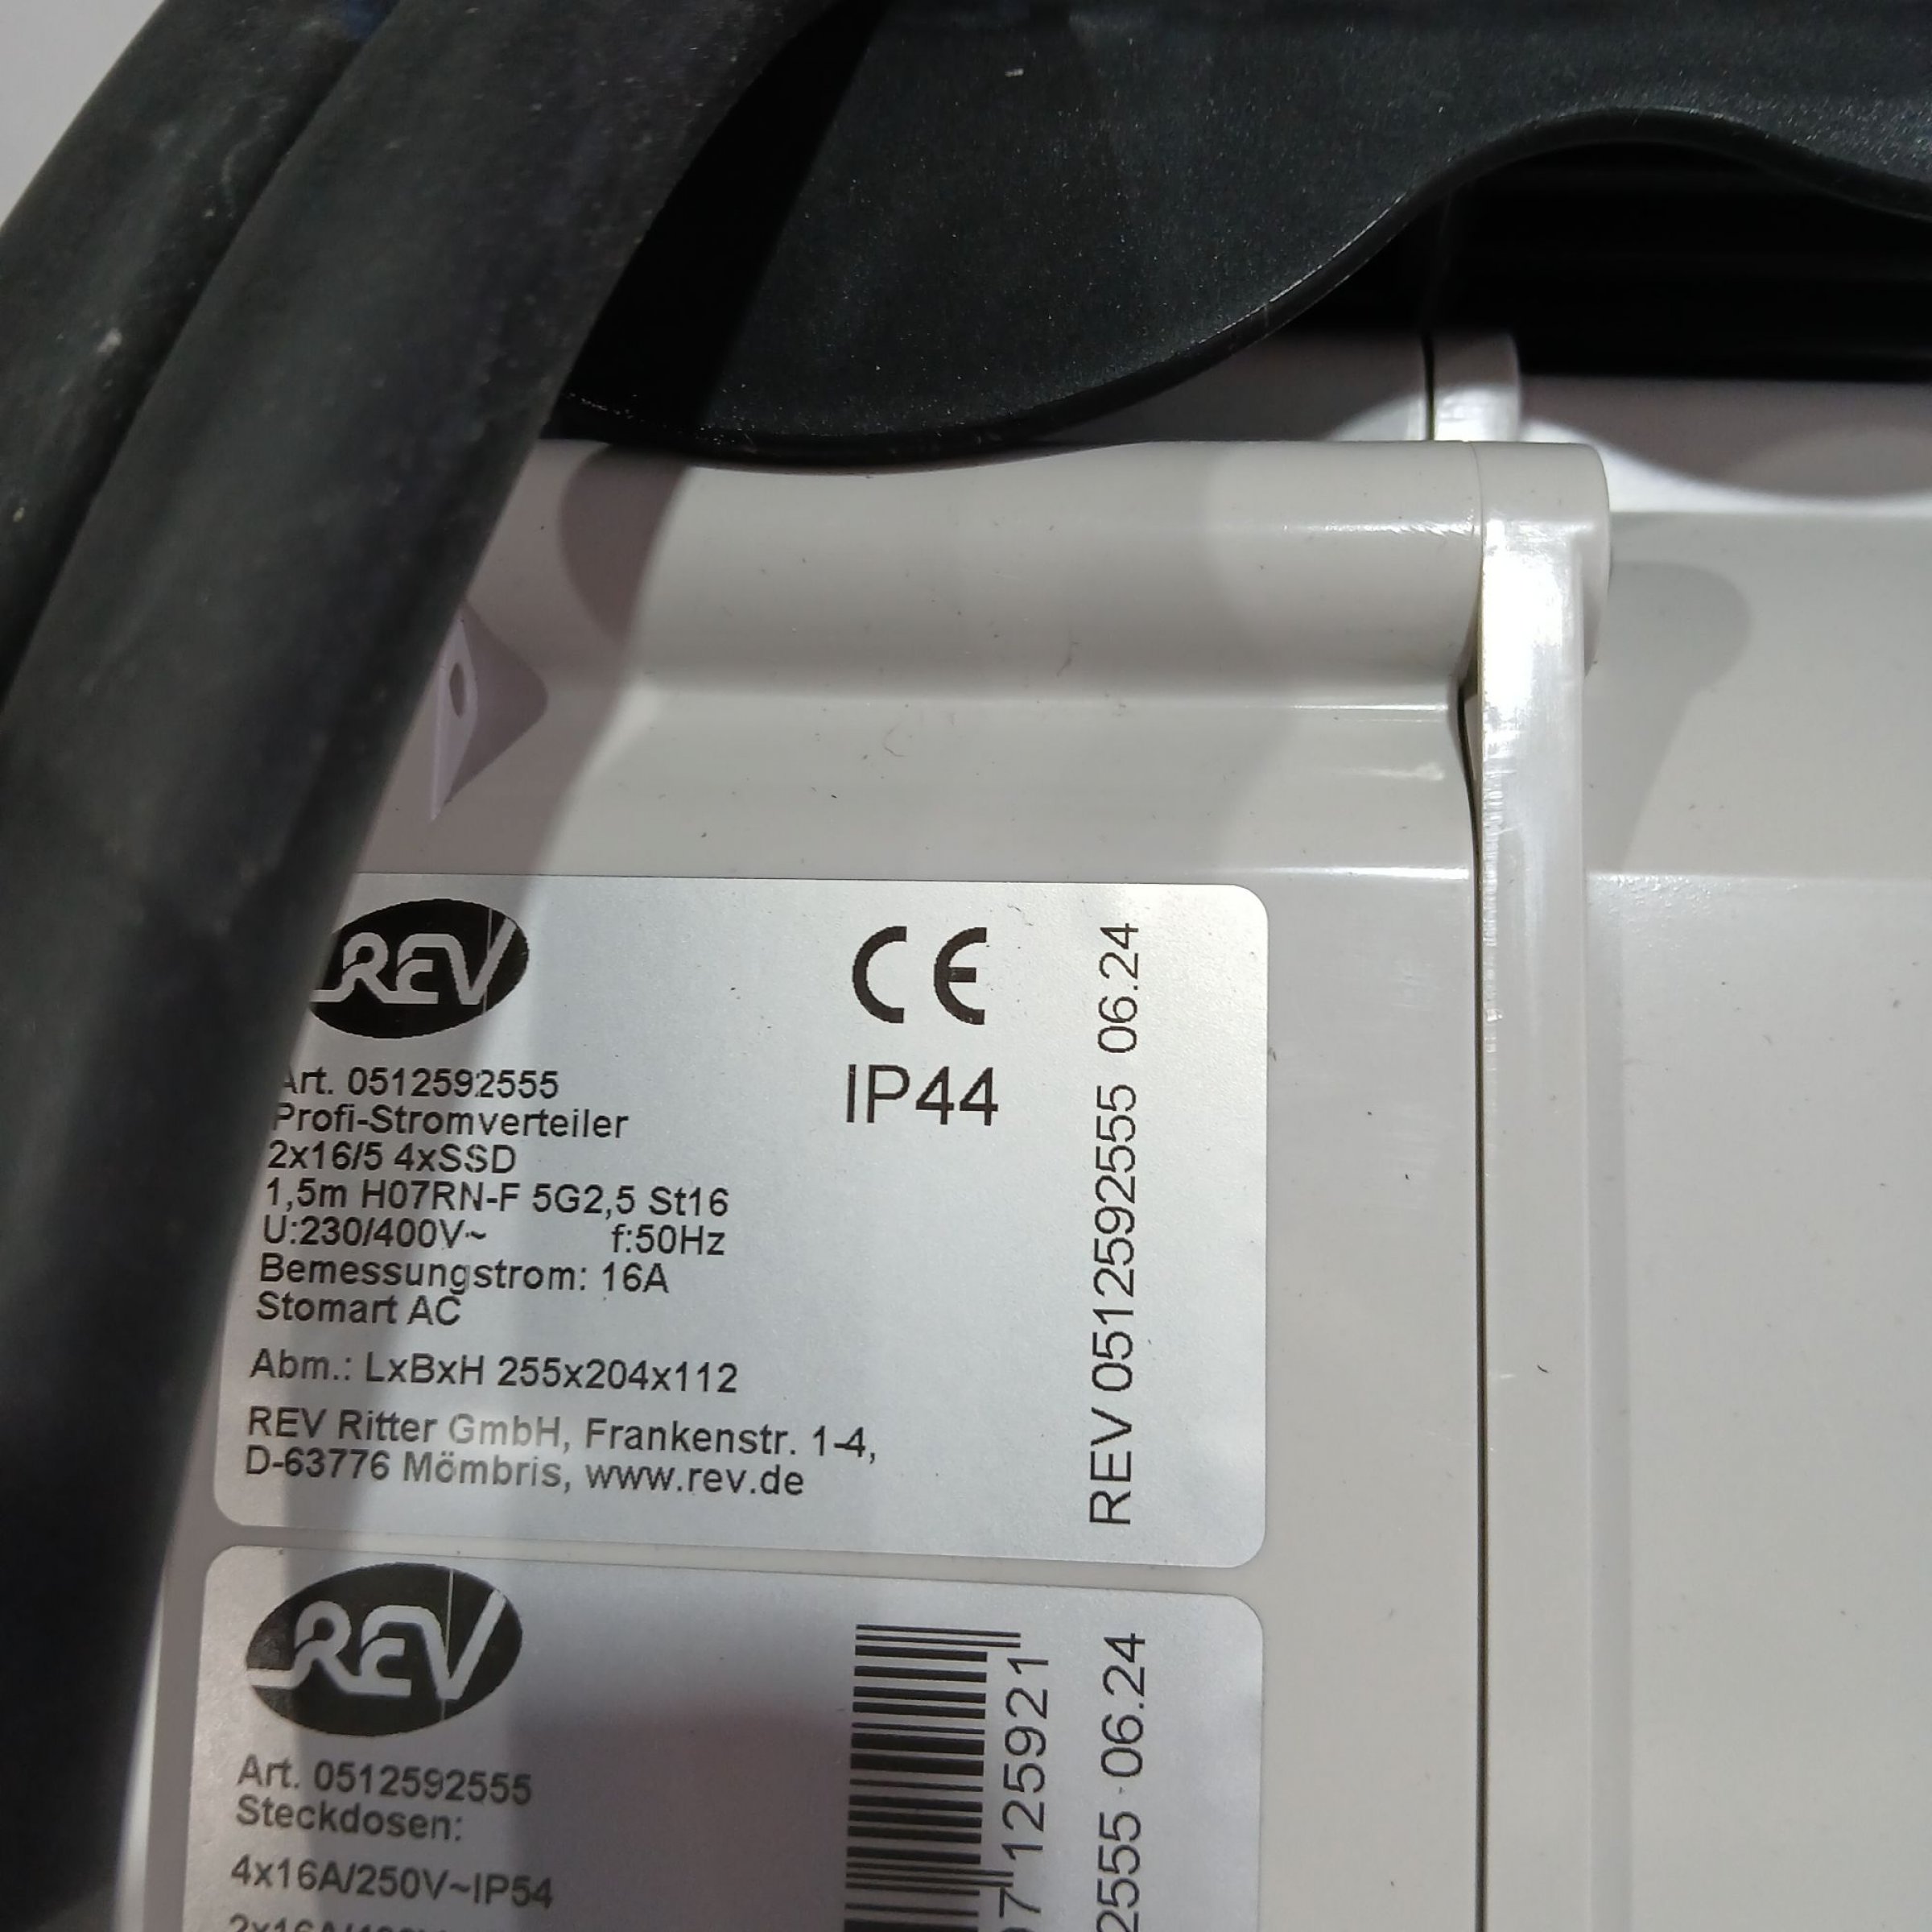 REV
CE
IP44
Art. 0512592555
Profi-Stromverteiler
2x16/5 4xSSD
1,5m H07RN-F 5G2,5 St16
U:230/400V~ f:50Hz
Bemessungstrom: 16A
Stomart AC
Abm.: LxBxH 255x204x112
REV Ritter GmbH, Frankenstr. 1-4,
D-63776 Mömbris, www.rev.de
REV 0512592555 06.24
REV
Art. 0512592555
Steckdosen:
4x16A/250V~IP54
125921
2555 06.24